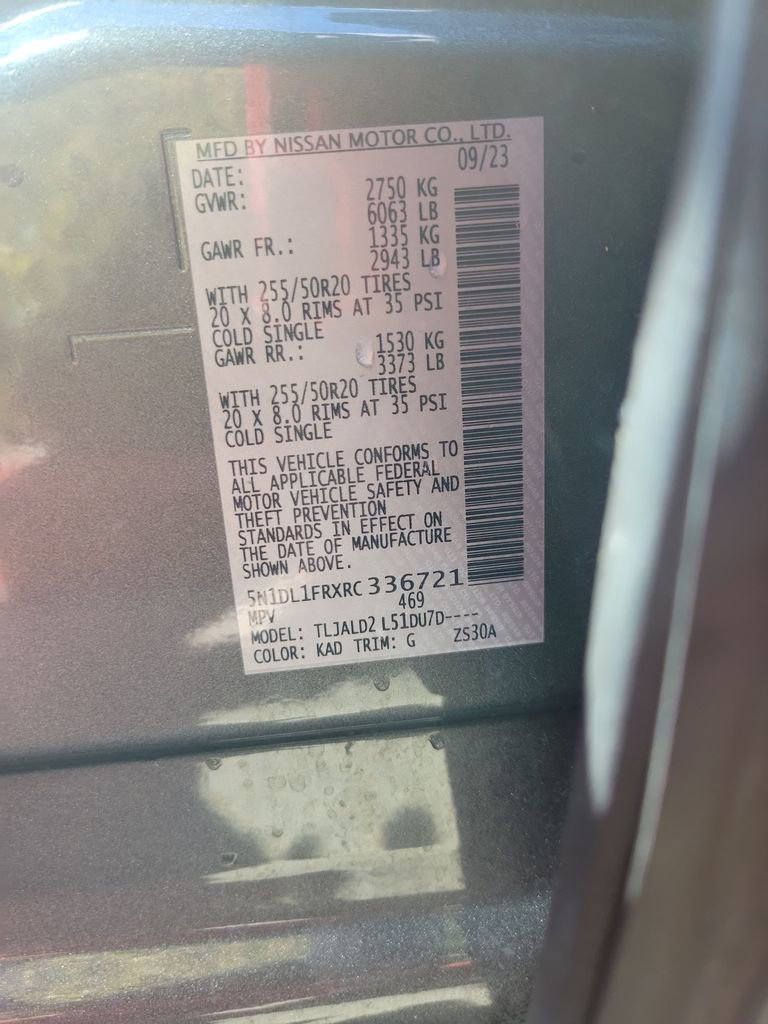 MFD BY NISSAN MOTOR CO., LTD.
DATE: 09/23
GVWR: 2750 KG
6063 LB
GAWR FR.: 1335 KG
2943 LB
WITH 255/50R20 TIRES
20 X 8.0 RIMS AT 35 PSI
COLD SINGLE
GAWR RR.: 1530 KG
3373 LB
WITH 255/50R20 TIRES
20 X 8.0 RIMS AT 35 PSI
COLD SINGLE
THIS VEHICLE CONFORMS TO
ALL APPLICABLE FEDERAL
MOTOR VEHICLE SAFETY AND
THEFT PREVENTION
STANDARDS IN EFFECT ON
THE DATE OF MANUFACTURE
SHOWN ABOVE.
5N1DL1FRXRC336721
MPV 469
MODEL: TLJALD2 L51DU7D----
COLOR: KAD TRIM: G ZS30A